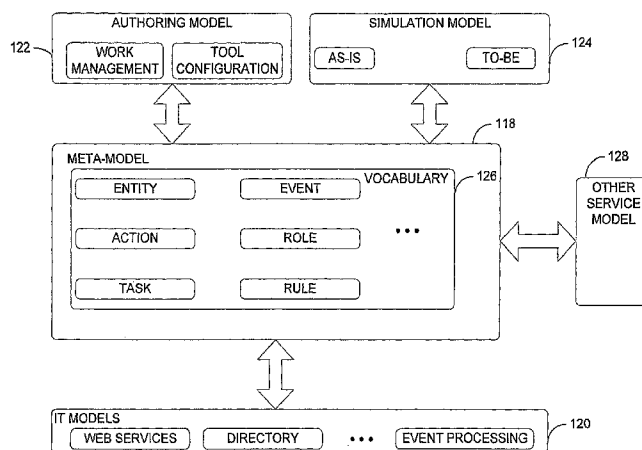 AUTHORING MODEL
122
WORK
MANAGEMENT
TOOL
CONFIGURATION
SIMULATION MODEL
124
AS-IS
TO-BE
118
META-MODEL
VOCABULARY
126
ENTITY
EVENT
ACTION
ROLE
•••
TASK
RULE
128
OTHER
SERVICE
MODEL
IT MODELS
120
WEB SERVICES
DIRECTORY
•••
EVENT PROCESSING